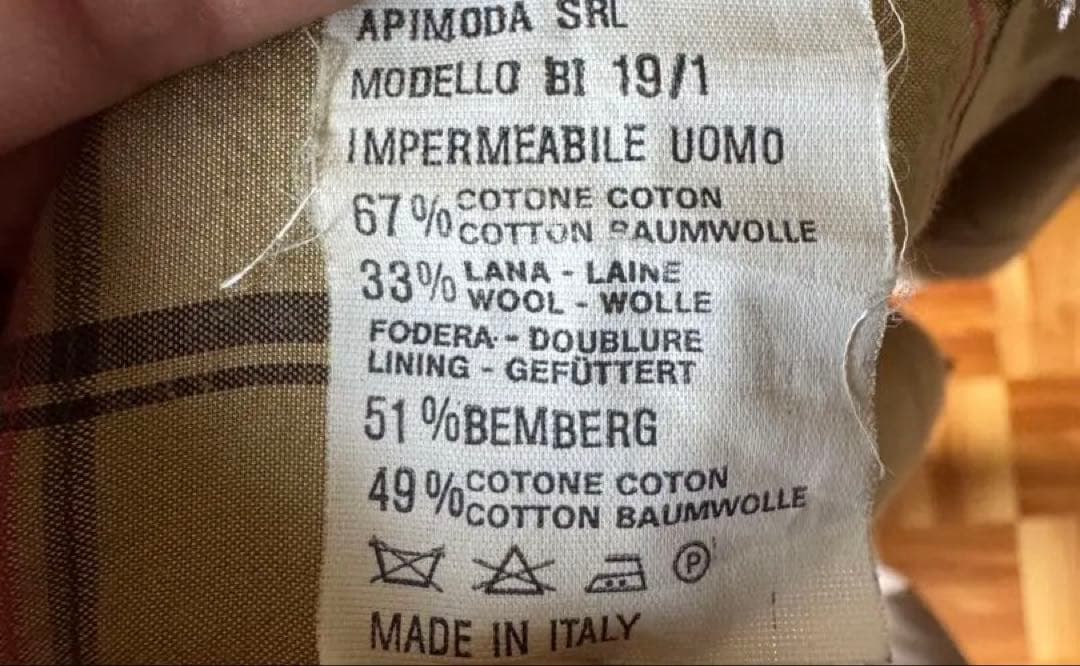 APIMODA SRL
MODELLO BI 19/1
IMPERMEABILE UOMO
67% COTONE COTON
COTTON BAUMWOLLE
33% LANA - LAINE
WOOL - WOLLE
FODERA - DOUBLURE
LINING - GEFÜTTERT
51% BEMBERG
49% COTONE COTON
COTTON BAUMWOLLE
P
MADE IN ITALY